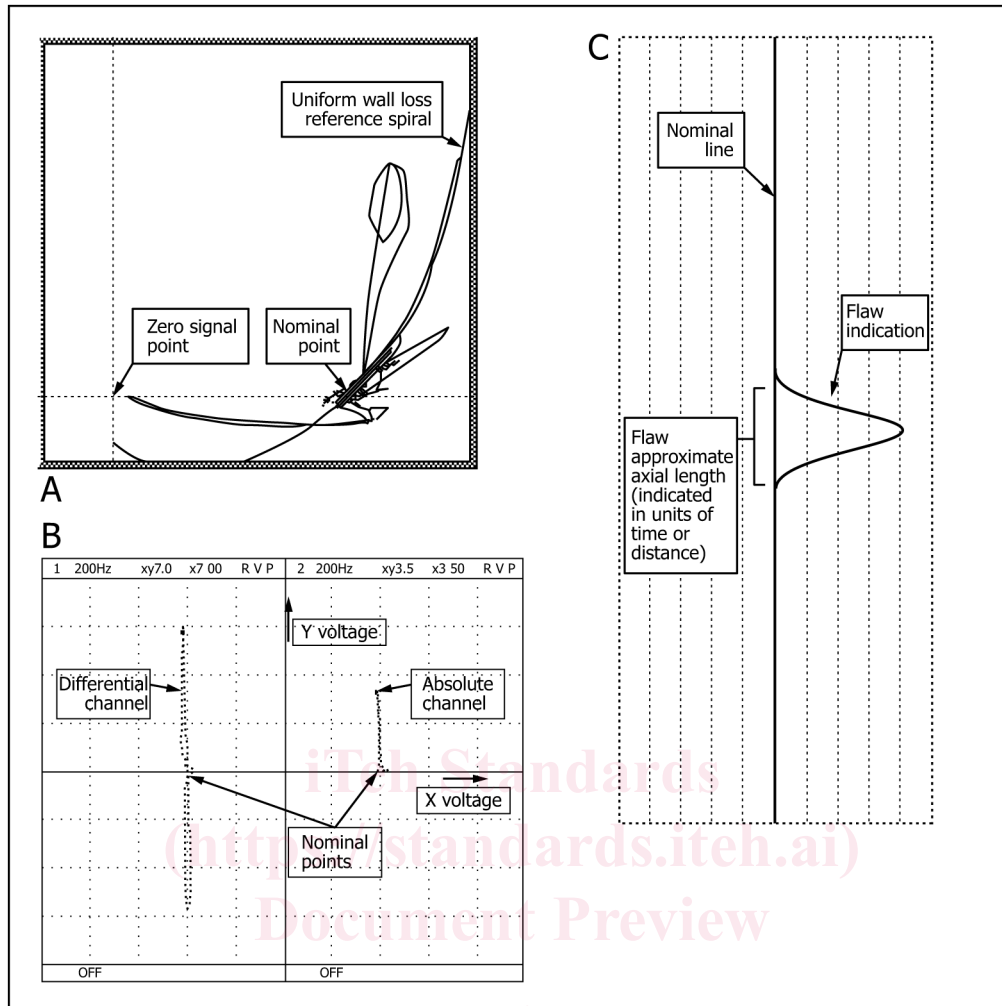 Uniform wall loss
reference spiral
Zero signal
point
Nominal
point
A
B
1 200Hz xy7.0 x7 00 R V P
2 200Hz xy3.5 x3 50 R V P
Y voltage
Differential
channel
Absolute
channel
X voltage
Nominal
points
OFF
OFF
C
Nominal
line
Flaw
indication
Flaw
approximate
axial length
(indicated
in units of
time or
distance)
iTeh Standards
(https://standards.iteh.ai)
Document Preview